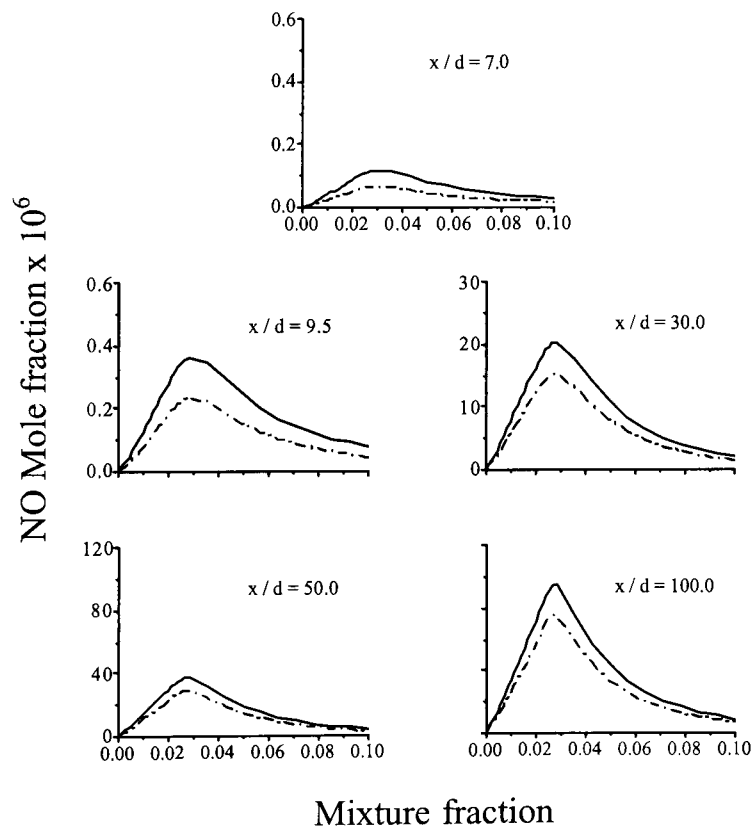 NO Mole fraction x 10^6
0.6
0.4
0.2
0.0
x / d = 7.0
0.00 0.02 0.04 0.06 0.08 0.10
0.6
0.4
0.2
0.0
x / d = 9.5
30
20
10
0
x / d = 30.0
120
80
40
0
x / d = 50.0
0.00 0.02 0.04 0.06 0.08 0.10
x / d = 100.0
0.00 0.02 0.04 0.06 0.08 0.10
Mixture fraction